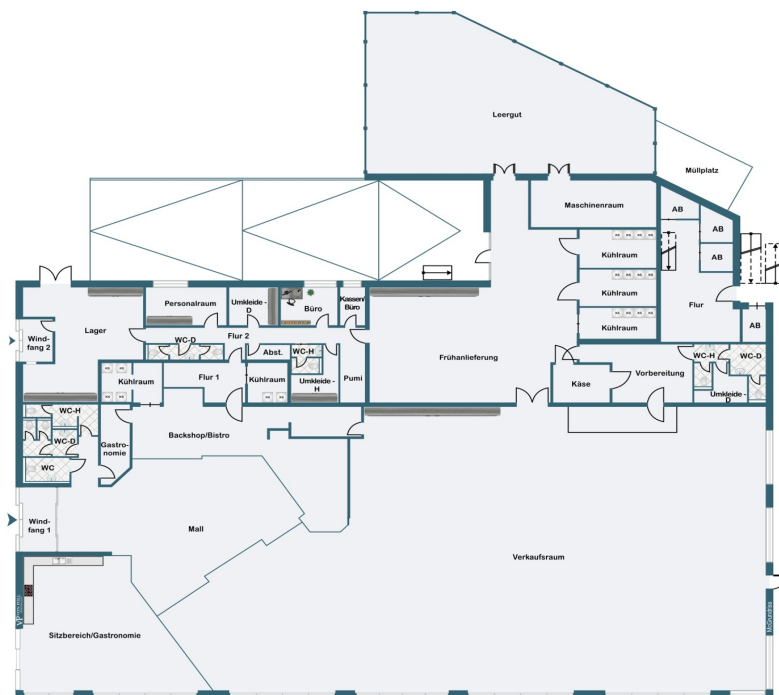 Leergut
Müllplatz
Maschinenraum
AB
AB
AB
Kühlraum
Kühlraum
Kühlraum
Flur
AB
Personalraum
Umkleide-
D
Büro
Kassen/
Büro
Lager
Wind-
fang 2
WC-D
Flur 2
Abst.
WC-H
Frühanlieferung
Kühlraum
Flur 1
Kühlraum
Umkleide -
H
Pumi
Käse
Vorbereitung
WC-H
WC-D
Umkleide-D
WC-H
WC-D
WC
Gastro-
nomie
Backshop/Bistro
Wind-
fang 1
Mall
Verkaufsraum
Sitzbereich/Gastronomie
McGrundriss